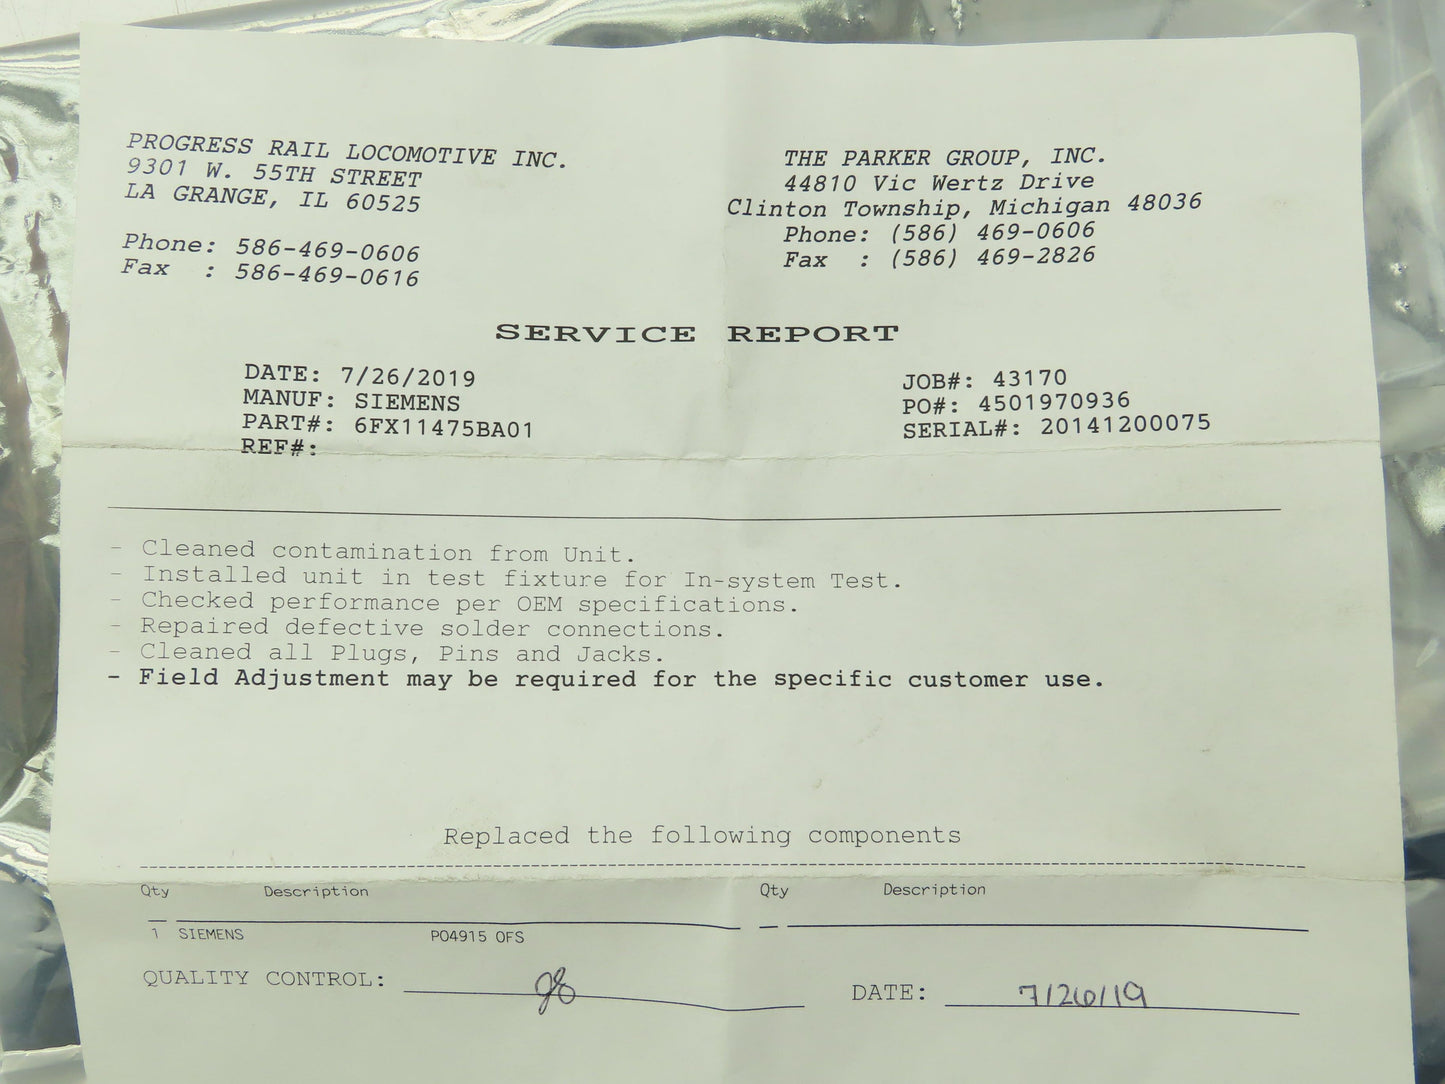 PROGRESS RAIL LOCOMOTIVE INC.
9301 W. 55TH STREET
LA GRANGE, IL 60525
Phone: 586-469-0606
Fax : 586-469-0616
THE PARKER GROUP, INC.
44810 Vic Wertz Drive
Clinton Township, Michigan 48036
Phone: (586) 469-0606
Fax : (586) 469-2826
SERVICE REPORT
DATE: 7/26/2019
MANUF: SIEMENS
PART#: 6FX11475BA01
REF#:
JOB#: 43170
PO#: 4501970936
SERIAL#: 20141200075
- Cleaned contamination from Unit.
- Installed unit in test fixture for In-system Test.
- Checked performance per OEM specifications.
- Repaired defective solder connections.
- Cleaned all Plugs, Pins and Jacks.
- Field Adjustment may be required for the specific customer use.
Replaced the following components
Qty Description Qty Description
1 SIEMENS PO4915 OFS
QUALITY CONTROL:
DATE: 7/26/19